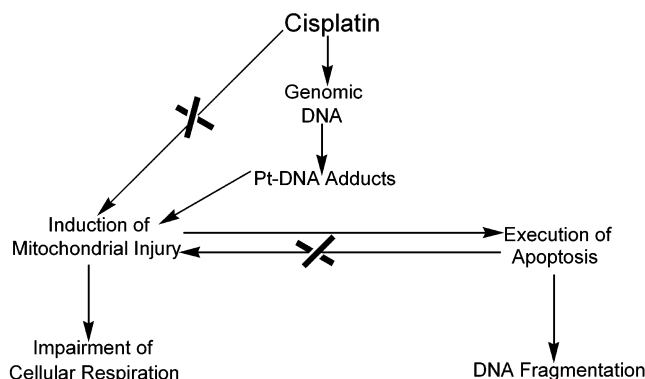 Cisplatin
Genomic
DNA
Pt-DNA Adducts
Induction of
Mitochondrial Injury
Execution of
Apoptosis
Impairment of
Cellular Respiration
DNA Fragmentation